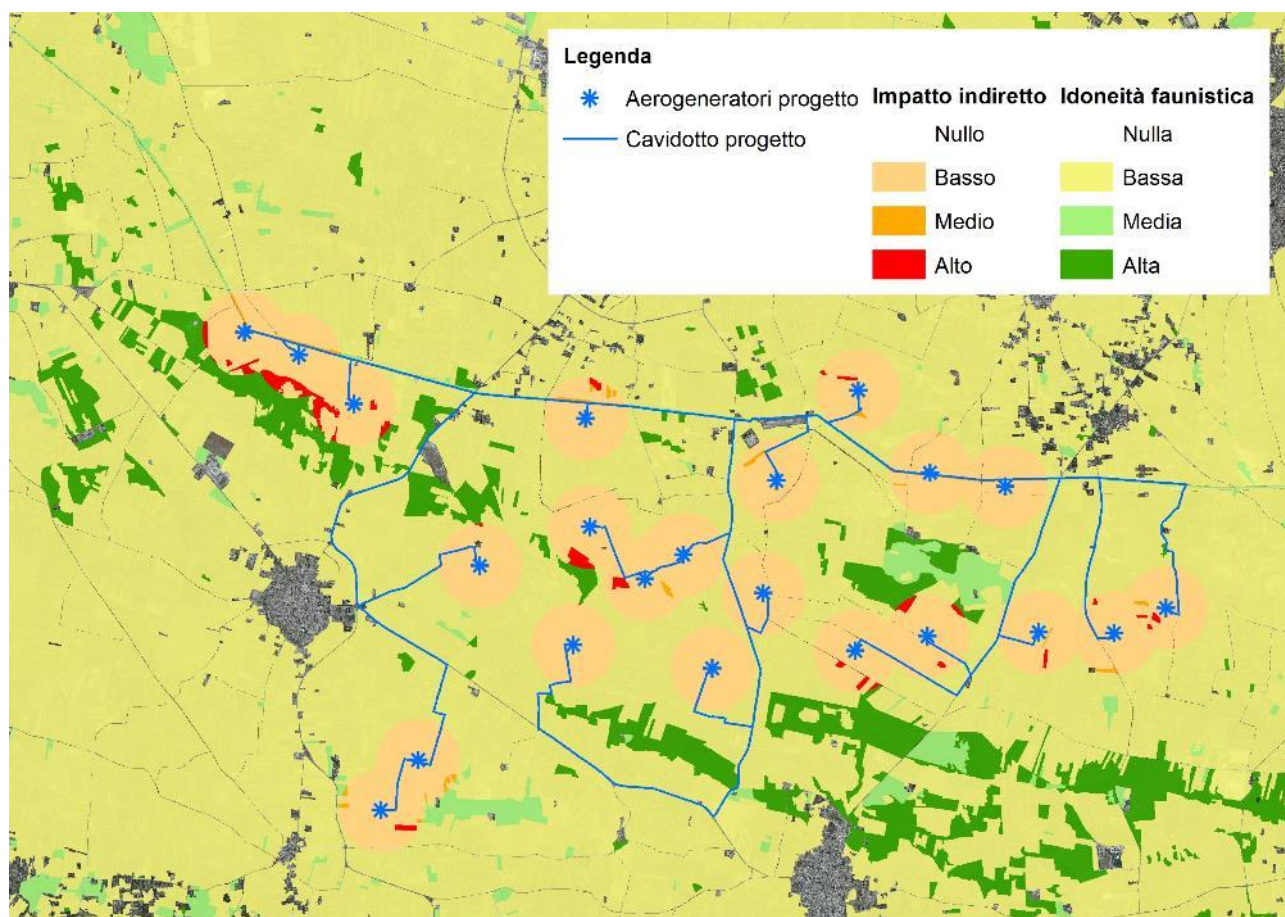 Legenda
Aerogeneratori progetto
Cavidotto progetto
Impatto indiretto
Nullo
Basso
Medio
Alto
Idoneità faunistica
Nulla
Bassa
Media
Alta